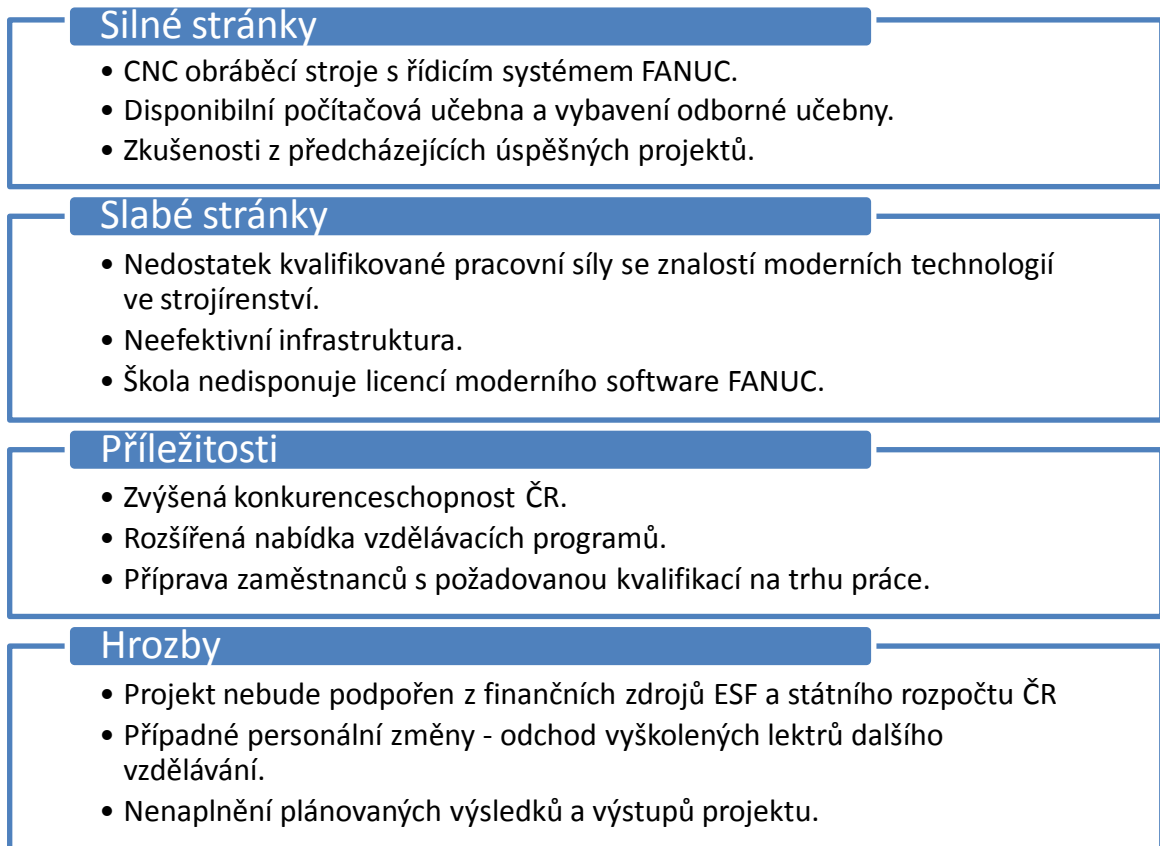 Silné stránky
• CNC obráběcí stroje s řídicím systémem FANUC.
• Disponibilní počítačová učebna a vybavení odborné učebny.
• Zkušenosti z předcházejících úspěšných projektů.
Slabé stránky
• Nedostatek kvalifikované pracovní síly se znalostí moderních technologií
ve strojírenství.
• Neefektivní infrastruktura.
• Škola nedisponuje licencí moderního software FANUC.
Příležitosti
• Zvýšená konkurenceschopnost ČR.
• Rozšířená nabídka vzdělávacích programů.
• Příprava zaměstnanců s požadovanou kvalifikací na trhu práce.
Hrozby
• Projekt nebude podpořen z finančních zdrojů ESF a státního rozpočtu ČR
• Případné personální změny - odchod vyškolených lektrů dalšího
vzdělávání.
• Nenaplnění plánovaných výsledků a výstupů projektu.